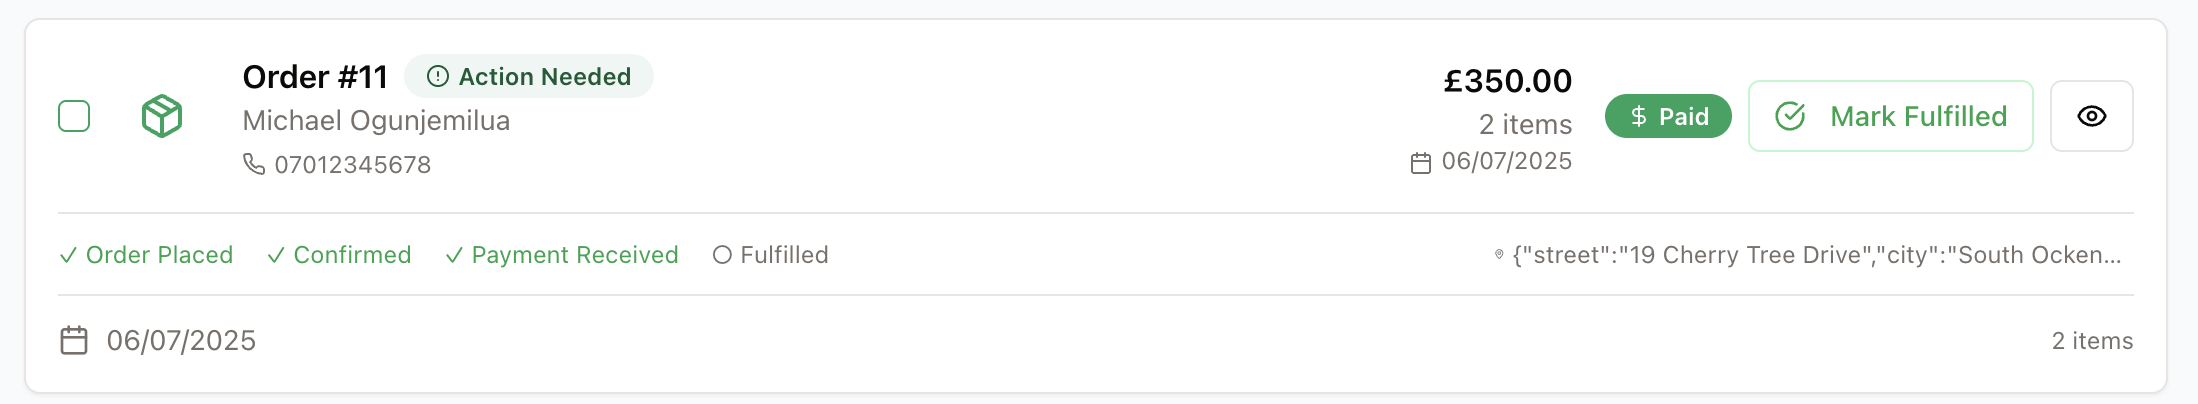 Order #11 Action Needed
Michael Ogunjemilua
07012345678
£350.00
2 items
06/07/2025
$ Paid
Mark Fulfilled
Order Placed Confirmed Payment Received Fulfilled
{"street":"19 Cherry Tree Drive","city":"South Ocken...
06/07/2025
2 items